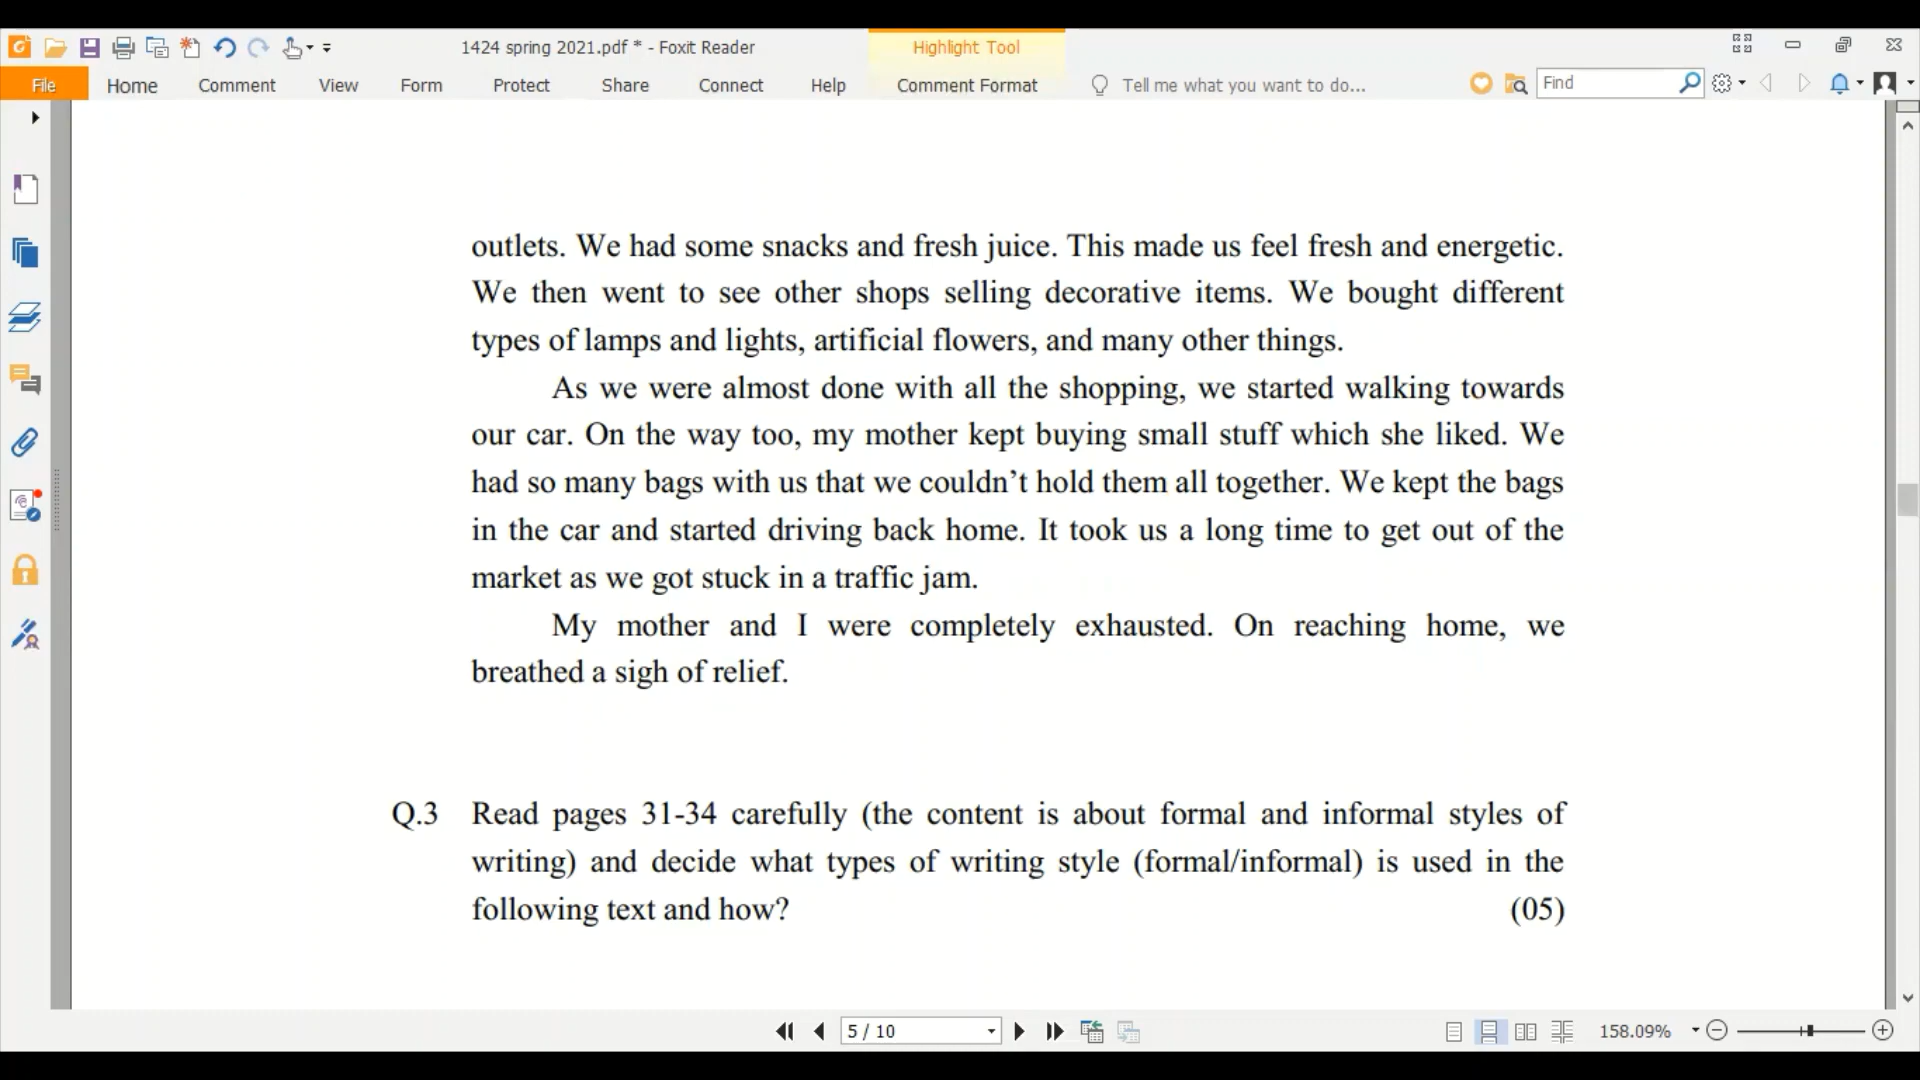 1424 spring 2021.pdf * - Foxit Reader
Highlight Tool
File Home Comment View Form Protect Share Connect Help Comment Format Tell me what you want to do... Find
outlets. We had some snacks and fresh juice. This made us feel fresh and energetic.
We then went to see other shops selling decorative items. We bought different
types of lamps and lights, artificial flowers, and many other things.
As we were almost done with all the shopping, we started walking towards
our car. On the way too, my mother kept buying small stuff which she liked. We
had so many bags with us that we couldn’t hold them all together. We kept the bags
in the car and started driving back home. It took us a long time to get out of the
market as we got stuck in a traffic jam.
My mother and I were completely exhausted. On reaching home, we
breathed a sigh of relief.
Q.3 Read pages 31-34 carefully (the content is about formal and informal styles of
writing) and decide what types of writing style (formal/informal) is used in the
following text and how? (05)
5 / 10 158.09%